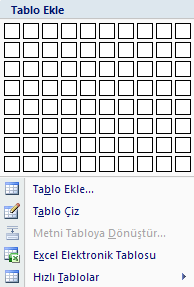 Tablo Ekle
Tablo Ekle...
Tablo Çiz
Metni Tabloya Dönüştür...
Excel Elektronik Tablosu
Hızlı Tablolar